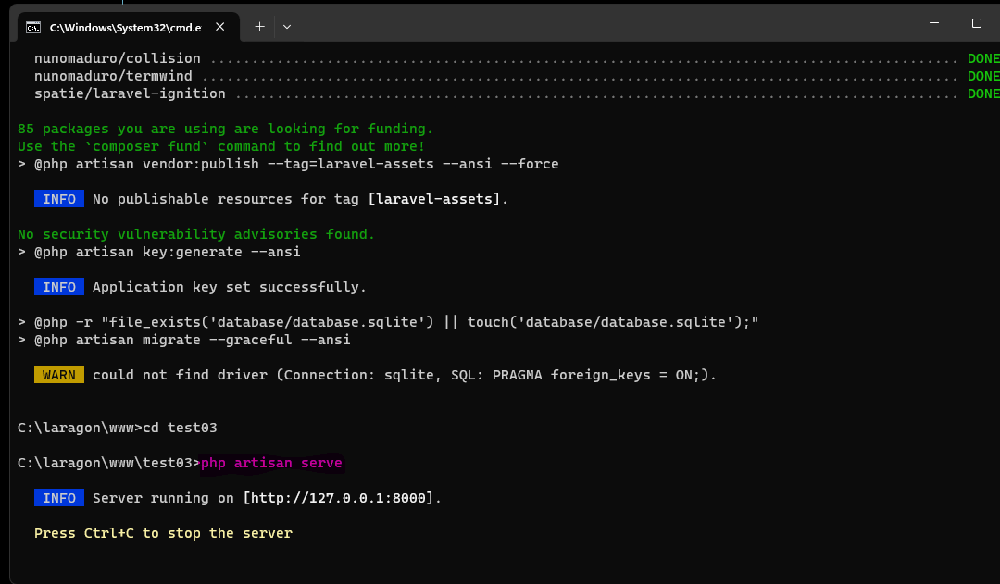 C:\Windows\System32\cmd.e
nunomaduro/collision .......................................................................................... DONE
nunomaduro/termwind ........................................................................................... DONE
spatie/laravel-ignition ....................................................................................... DONE
85 packages you are using are looking for funding.
Use the `composer fund` command to find out more!
> @php artisan vendor:publish --tag=laravel-assets --ansi --force
INFO No publishable resources for tag [laravel-assets].
No security vulnerability advisories found.
> @php artisan key:generate --ansi
INFO Application key set successfully.
> @php -r "file_exists('database/database.sqlite') || touch('database/database.sqlite');"
> @php artisan migrate --graceful --ansi
WARN could not find driver (Connection: sqlite, SQL: PRAGMA foreign_keys = ON;).
C:\laragon\www>cd test03
C:\laragon\www\test03>php artisan serve
INFO Server running on [http://127.0.0.1:8000].
Press Ctrl+C to stop the server